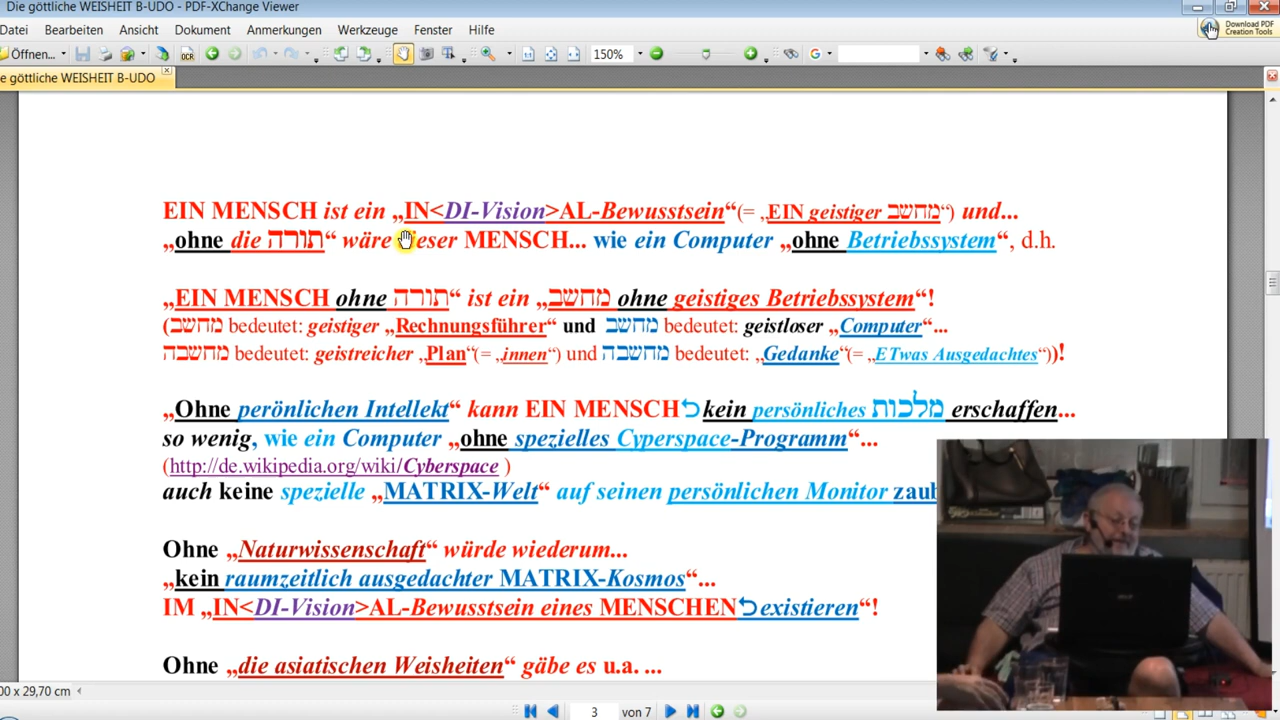 Die göttliche WEISHEIT B-UDO - PDF-XChange Viewer
Datei Bearbeiten Ansicht Dokument Anmerkungen Werkzeuge Fenster Hilfe
Download PDF
Creation Tools
Öffnen... OCR 150%
e göttliche WEISHEIT B-UDO
EIN MENSCH ist ein „IN<DI-Vision>AL-Bewusstsein“(= „EIN geistiger מחשב“) und...
„ohne die תורה“ wäre dieser MENSCH... wie ein Computer „ohne Betriebssystem“, d.h.
„EIN MENSCH ohne תורה“ ist ein „מחשב ohne geistiges Betriebssystem“!
(מחשב bedeutet: geistiger „Rechnungsführer“ und מחשב bedeutet: geistloser „Computer“...
מחשבה bedeutet: geistreicher „Plan“(= „innen“) und מחשבה bedeutet: „Gedanke“(= „ETwas Ausgedachtes“))!
„Ohne perönlichen Intellekt“ kann EIN MENSCH⮌kein persönliches מלכות erschaffen...
so wenig, wie ein Computer „ohne spezielles Cyperspace-Programm“...
(http://de.wikipedia.org/wiki/Cyberspace )
auch keine spezielle „MATRIX-Welt“ auf seinen persönlichen Monitor zaub
Ohne „Naturwissenschaft“ würde wiederum...
„kein raumzeitlich ausgedachter MATRIX-Kosmos“...
IM „IN<DI-Vision>AL-Bewusstsein eines MENSCHEN⮌existieren“!
Ohne „die asiatischen Weisheiten“ gäbe es u.a. ...
00 x 29,70 cm
3 von 7